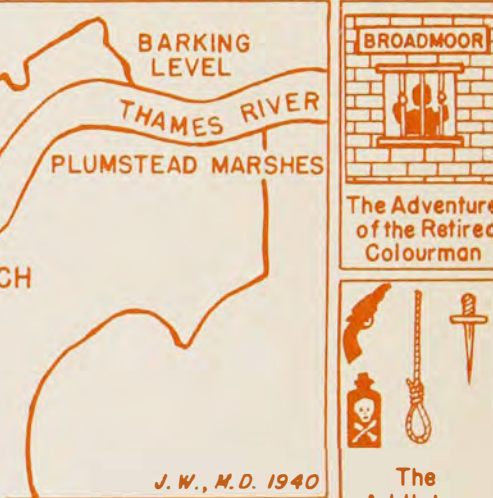 BARKING
LEVEL
THAMES RIVER
PLUMSTEAD MARSHES
CH
J. W., M.D. 1940
BROADMOOR
The Adventure
of the Retired
Colourman
The